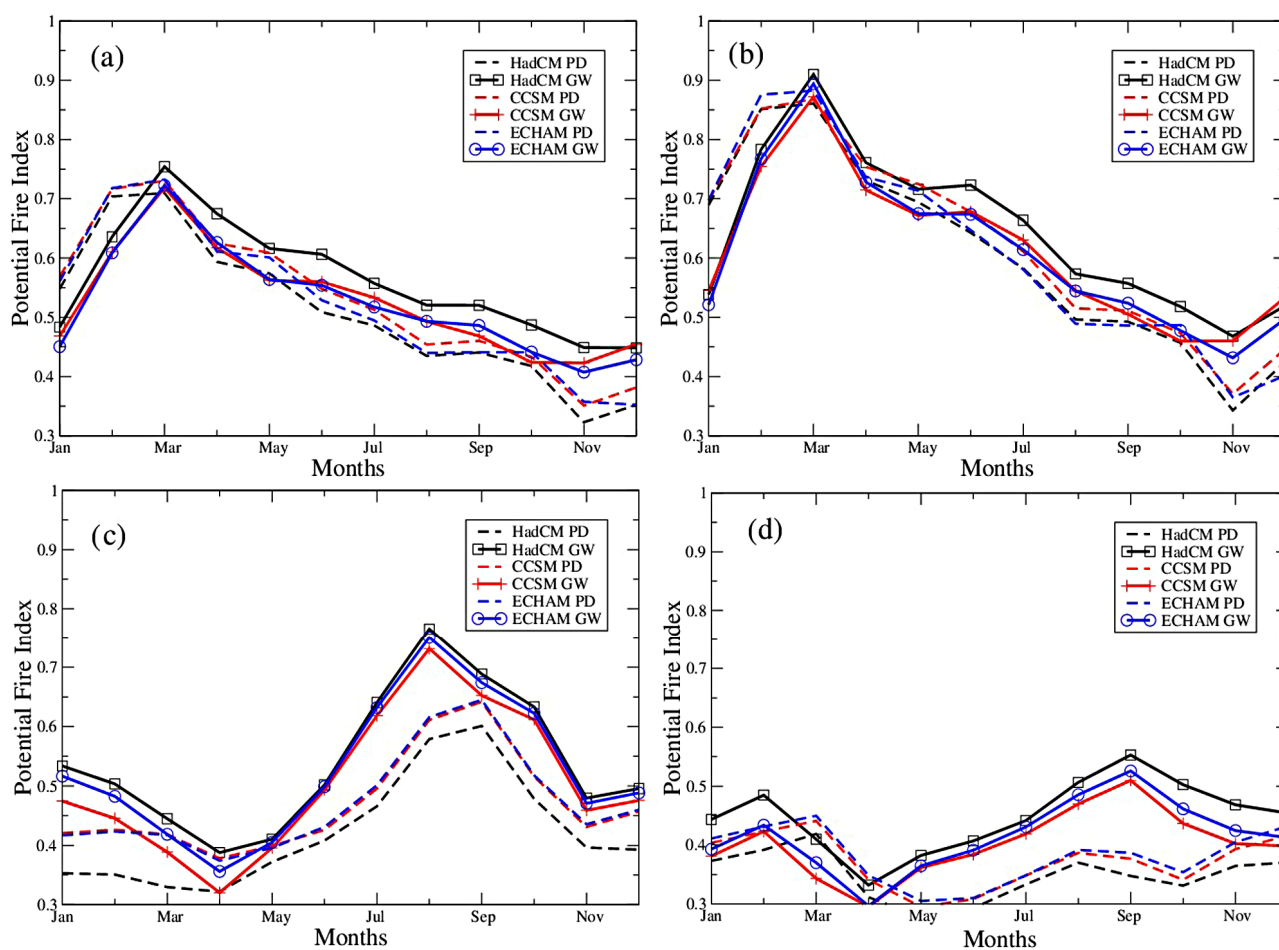 (a)
HadCM PD
HadCM GW
CCSM PD
CCSM GW
ECHAM PD
ECHAM GW
Potential Fire Index
1
0.9
0.8
0.7
0.6
0.5
0.4
0.3
Jan Mar May Jul Sep Nov
Months
(b)
HadCM PD
HadCM GW
CCSM PD
CCSM GW
ECHAM PD
ECHAM GW
Potential Fire Index
1
0.9
0.8
0.7
0.6
0.5
0.4
0.3
Jan Mar May Jul Sep Nov
Months
(c)
HadCM PD
HadCM GW
CCSM PD
CCSM GW
ECHAM PD
ECHAM GW
Potential Fire Index
1
0.9
0.8
0.7
0.6
0.5
0.4
0.3
Jan Mar May Jul Sep Nov
Months
(d)
HadCM PD
HadCM GW
CCSM PD
CCSM GW
ECHAM PD
ECHAM GW
Potential Fire Index
1
0.9
0.8
0.7
0.6
0.5
0.4
0.3
Jan Mar May Jul Sep Nov
Months